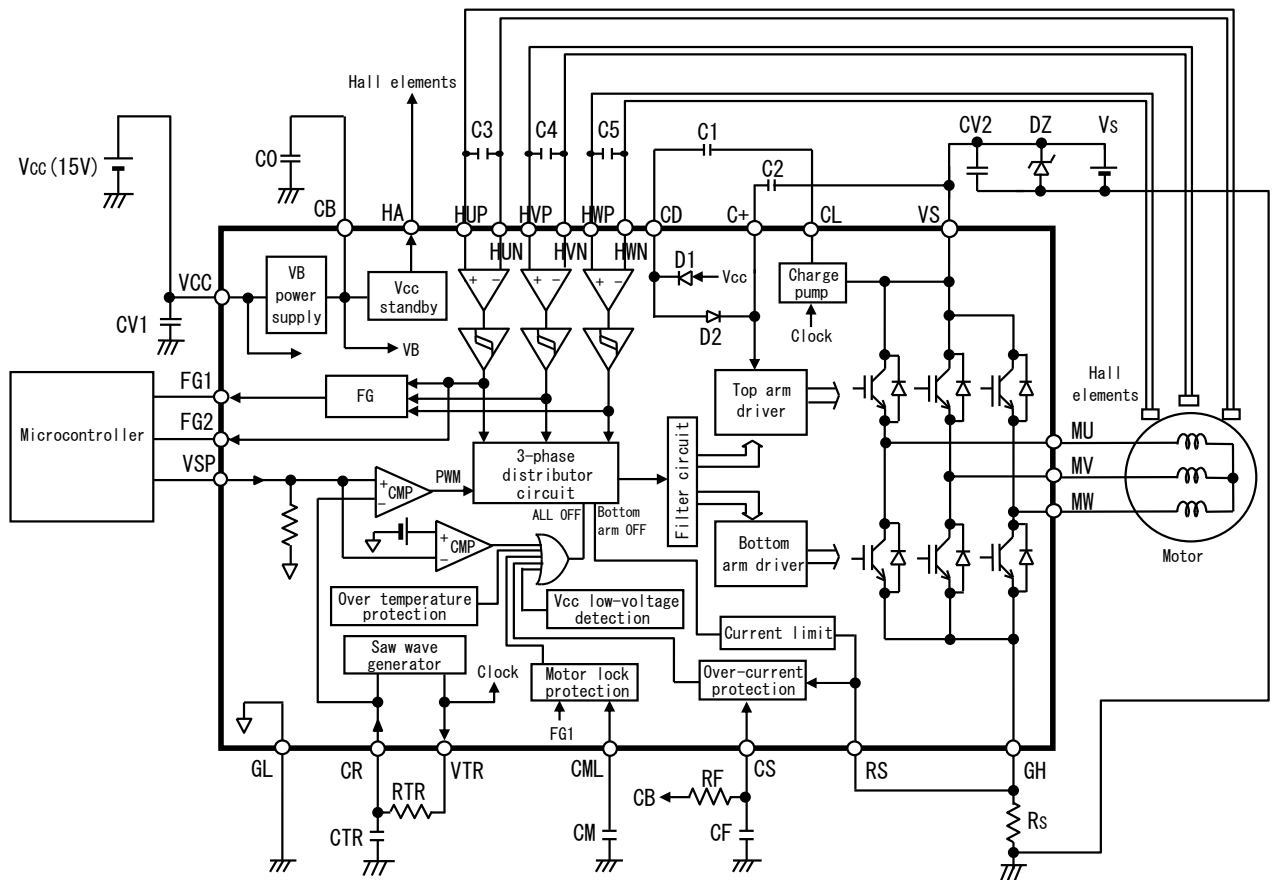 Hall elements
C3
C4
C5
C1
CV2
DZ
Vs
Vcc(15V)
C0
C2
CB
HA
HUP
HVP
HWP
CD
C+
CL
VS
HUN
HVN
HWN
VCC
VB power supply
Vcc standby
+ −
+ −
+ −
D1
Vcc
Charge pump
CV1
VB
D2
Clock
FG1
FG
Top arm driver
Hall elements
Microcontroller
FG2
MU
VSP
PWM
3-phase distributor circuit
Filter circuit
MV
+
−
CMP
MW
ALL OFF
Bottom arm OFF
+
−
CMP
Bottom arm driver
Motor
Over temperature protection
Vcc low-voltage detection
Current limit
Saw wave generator
Clock
Motor lock protection
Over-current protection
FG1
GL
CR
VTR
CML
CS
RS
GH
RTR
CB
RF
Rs
CTR
CM
CF